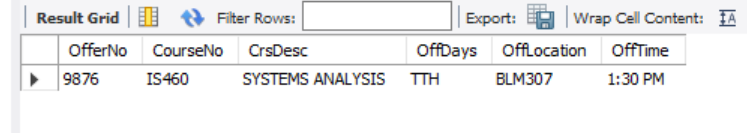 Result Grid Filter Rows: Export: Wrap Cell Content: IA
OfferNo CourseNo CrsDesc OffDays OffLocation OffTime
9876 IS460 SYSTEMS ANALYSIS TTH BLM307 1:30 PM